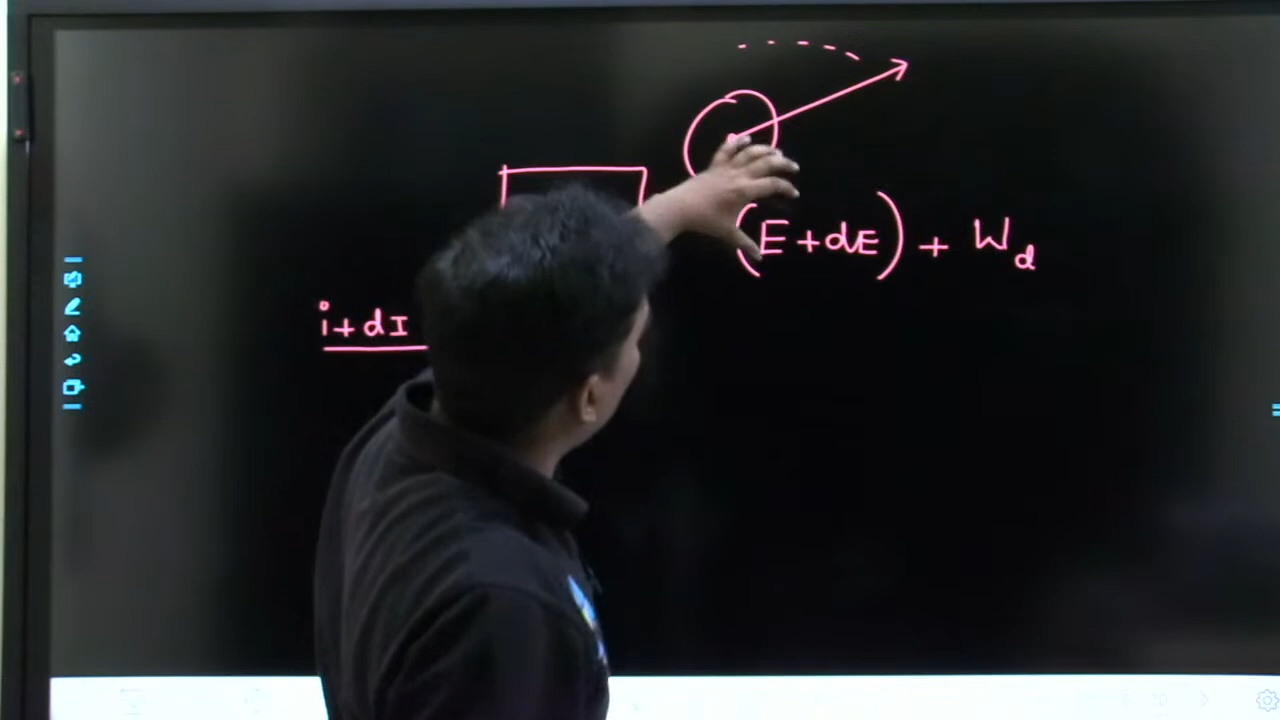 (E + dE) + Wd
i + dI